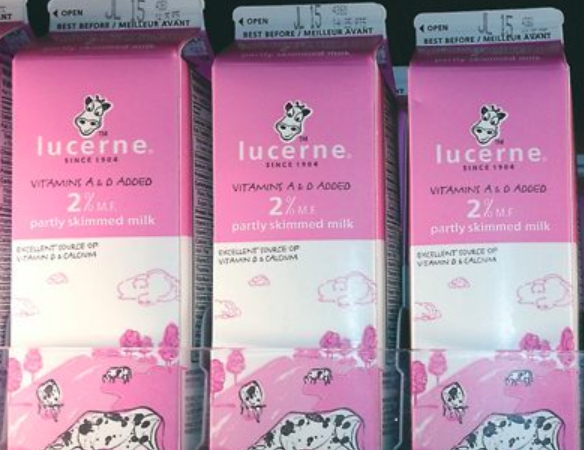 OPEN
JL 15
BEST BEFORE / MEILLEUR AVANT
lucerne®
TM
SINCE 1904
VITAMINS A & D ADDED
2% M.F.
partly skimmed milk
EXCELLENT SOURCE OF
VITAMIN D & CALCIUM
OPEN
JL 15
BEST BEFORE / MEILLEUR AVANT
lucerne®
TM
SINCE 1904
VITAMINS A & D ADDED
2% M.F.
partly skimmed milk
EXCELLENT SOURCE OF
VITAMIN D & CALCIUM
OPEN
JL 15
BEST BEFORE / MEILLEUR AVANT
lucerne®
TM
SINCE 1904
VITAMINS A & D ADDED
2% M.F.
partly skimmed milk
EXCELLENT SOURCE OF
VITAMIN D & CALCIUM